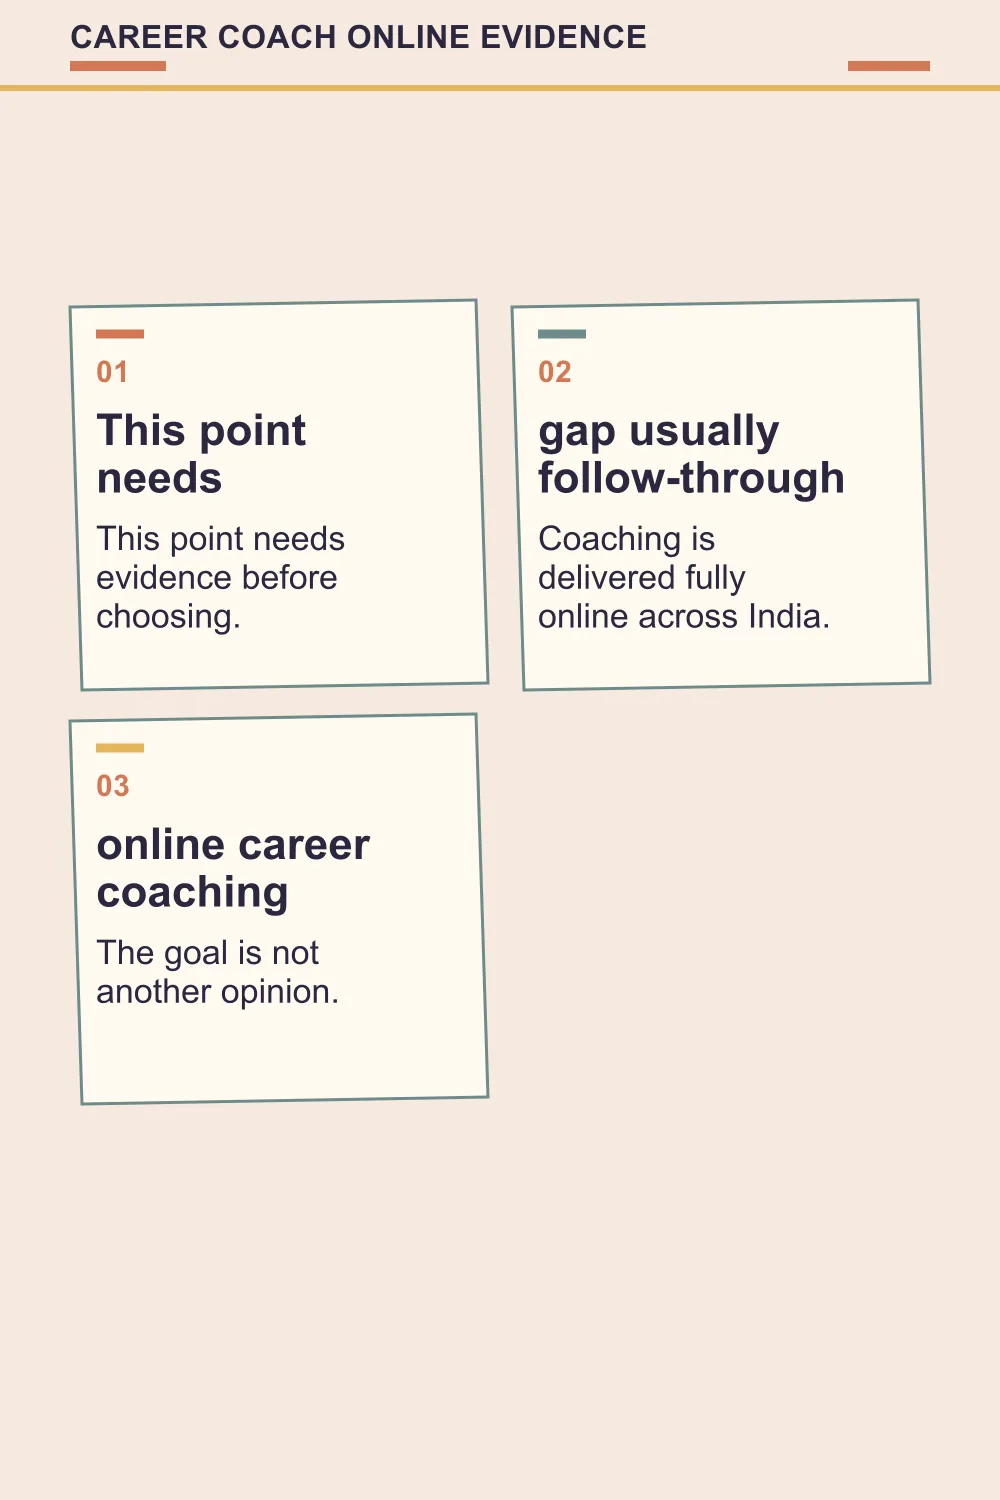 CAREER COACH ONLINE EVIDENCE
01
This point
needs
This point needs
evidence before
choosing.
02
gap usually
follow-through
Coaching is
delivered fully
online across India.
03
online career
coaching
The goal is not
another opinion.